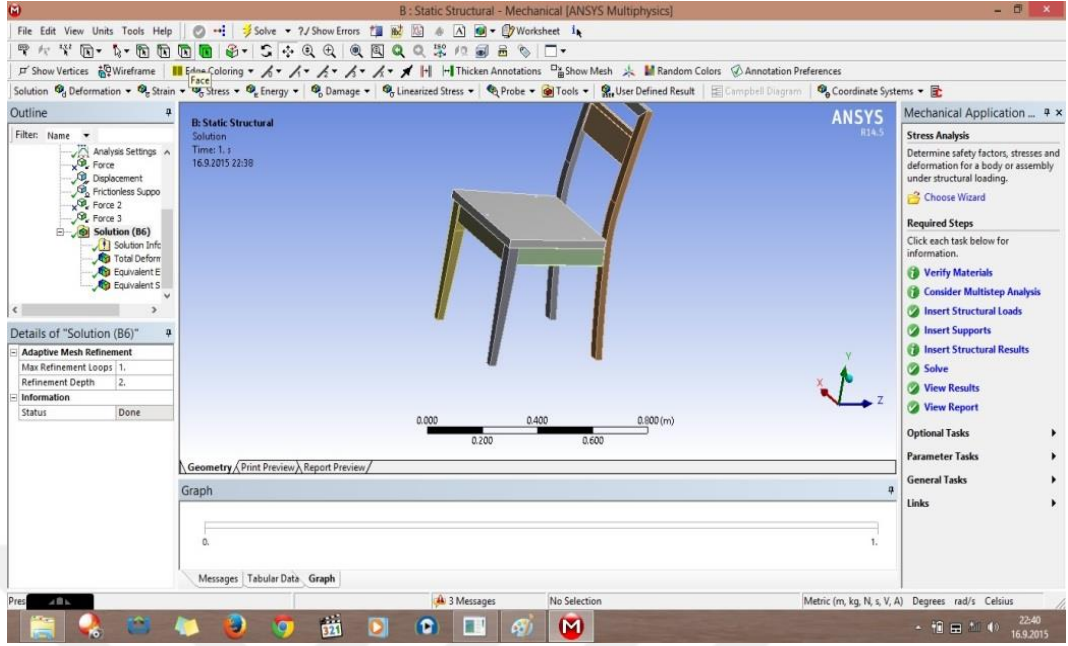 B : Static Structural - Mechanical [ANSYS Multiphysics]
File Edit View Units Tools Help Solve ?/ Show Errors Worksheet
Show Vertices Wireframe Edge Coloring Thicken Annotations Show Mesh Random Colors Annotation Preferences
Face
Solution Deformation Strain Stress Energy Damage Linearized Stress Probe Tools User Defined Result Campbell Diagram Coordinate Systems
Outline
Filter: Name
Analysis Settings
Force
Displacement
Frictionless Suppo
Force 2
Force 3
Solution (B6)
Solution Infc
Total Deform
Equivalent E
Equivalent S
Details of "Solution (B6)"
Adaptive Mesh Refinement
Max Refinement Loops 1.
Refinement Depth 2.
Information
Status Done
B: Static Structural
Solution
Time: 1. s
16.9.2015 22:38
ANSYS
R14.5
Y
X
Z
0.000 0.400 0.800 (m)
0.200 0.600
Geometry Print Preview Report Preview
Graph
0. 1.
Messages Tabular Data Graph
Mechanical Application ...
Stress Analysis
Determine safety factors, stresses and
deformation for a body or assembly
under structural loading.
Choose Wizard
Required Steps
Click each task below for
information.
Verify Materials
Consider Multistep Analysis
Insert Structural Loads
Insert Supports
Insert Structural Results
Solve
View Results
View Report
Optional Tasks
Parameter Tasks
General Tasks
Links
Pres 3 Messages No Selection Metric (m, kg, N, s, V, A) Degrees rad/s Celsius
321
22:40
16.9.2015